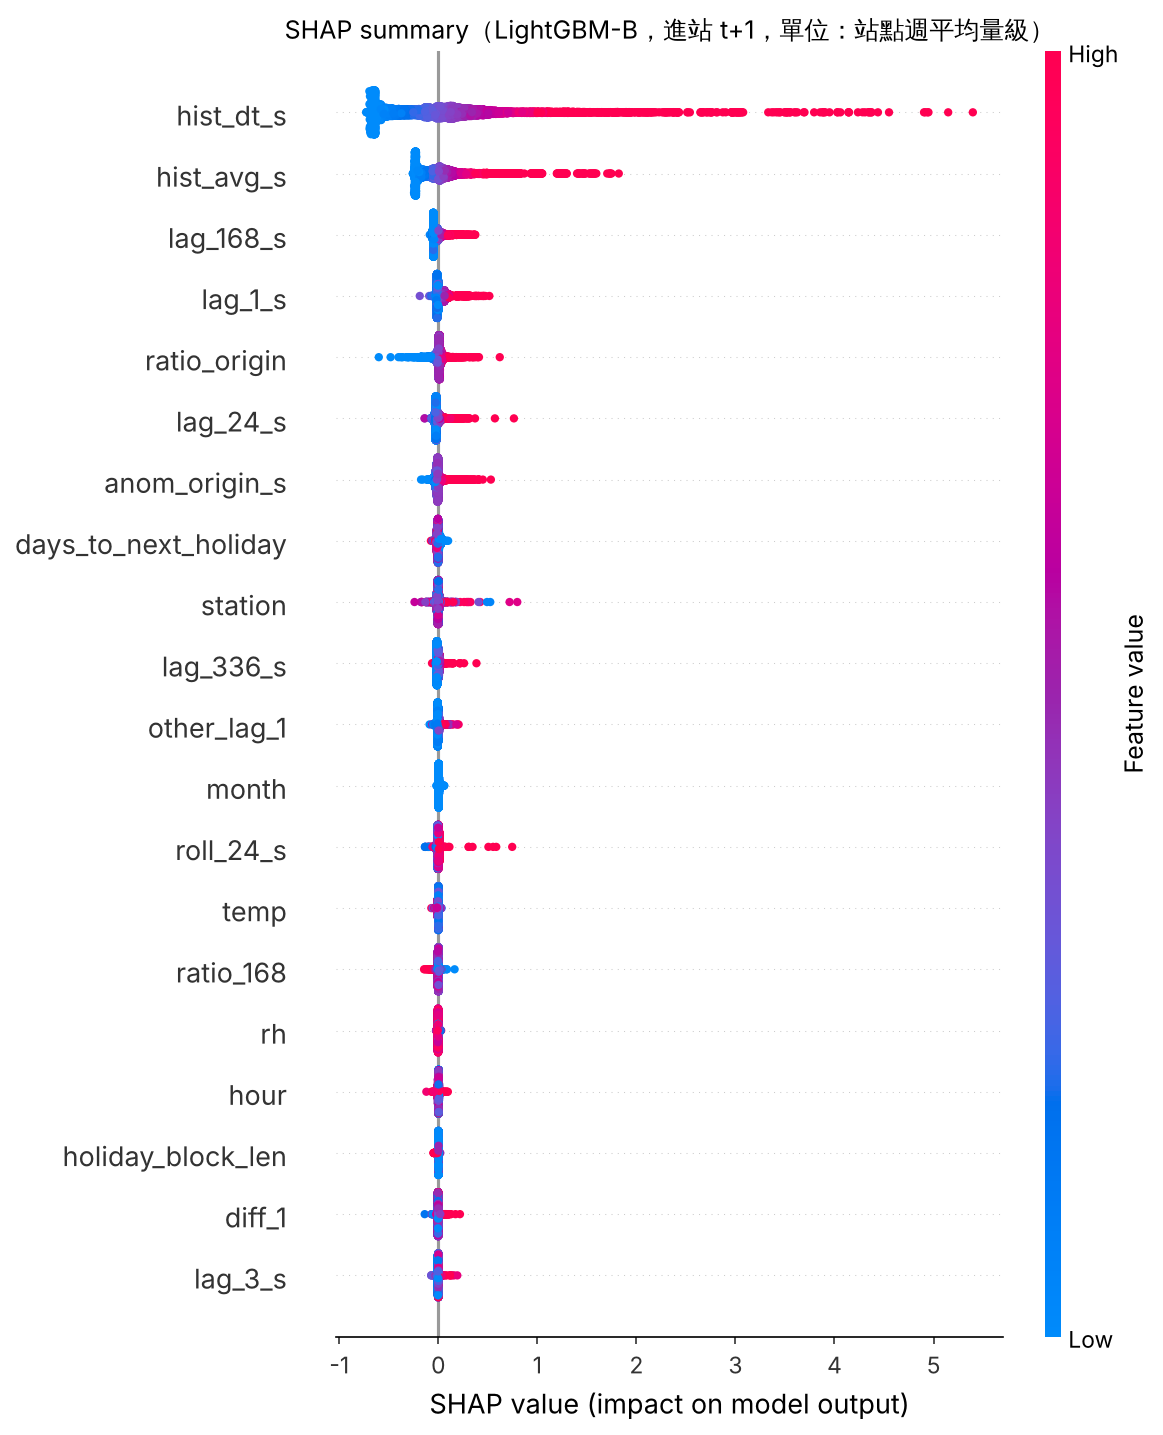 SHAP summary（LightGBM-B，進站 t+1，單位：站點週平均量級）
High
hist_dt_s
hist_avg_s
lag_168_s
lag_1_s
ratio_origin
lag_24_s
anom_origin_s
days_to_next_holiday
station
lag_336_s
other_lag_1
month
roll_24_s
temp
ratio_168
rh
hour
holiday_block_len
diff_1
lag_3_s
Feature value
Low
-1 0 1 2 3 4 5
SHAP value (impact on model output)